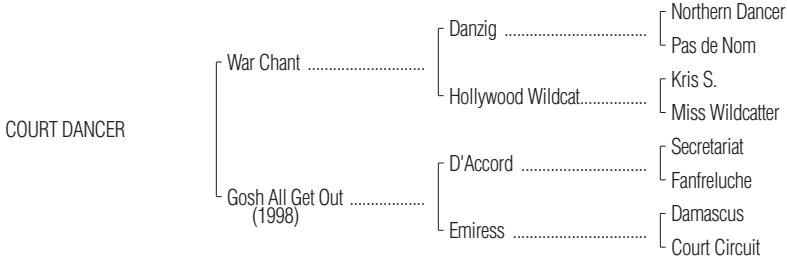 Northern Dancer
Danzig ................................
Pas de Nom
War Chant ..........................
Kris S.
Hollywood Wildcat...............
Miss Wildcatter
COURT DANCER
Secretariat
D'Accord ............................
Fanfreluche
Gosh All Get Out .................
(1998)
Damascus
Emiress ..............................
Court Circuit